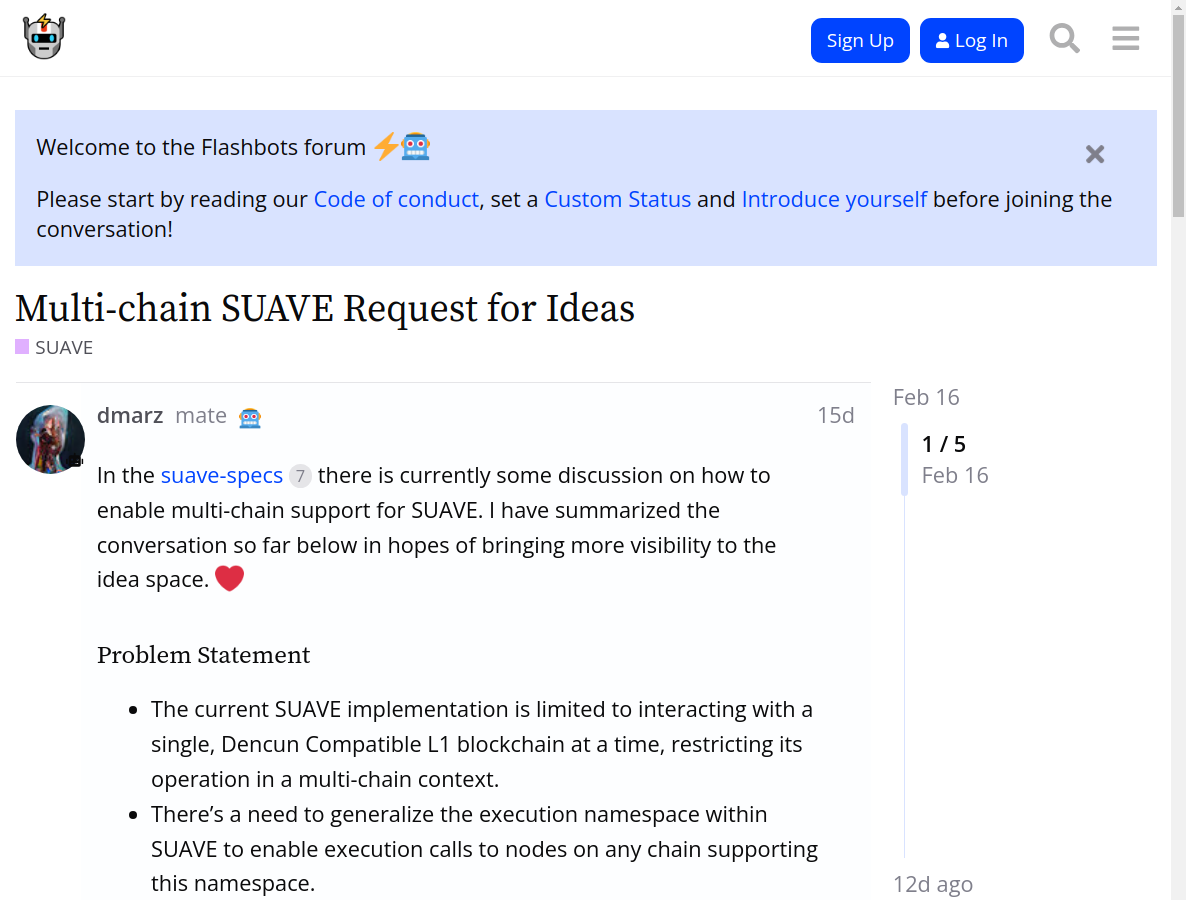 Sign Up
Log In
Welcome to the Flashbots forum
Please start by reading our Code of conduct, set a Custom Status and Introduce yourself before joining the
conversation!
Multi-chain SUAVE Request for Ideas
SUAVE
dmarz mate
15d
Feb 16
1 / 5
Feb 16
In the suave-specs 7 there is currently some discussion on how to
enable multi-chain support for SUAVE. I have summarized the
conversation so far below in hopes of bringing more visibility to the
idea space.
Problem Statement
• The current SUAVE implementation is limited to interacting with a
single, Dencun Compatible L1 blockchain at a time, restricting its
operation in a multi-chain context.
• There’s a need to generalize the execution namespace within
SUAVE to enable execution calls to nodes on any chain supporting
this namespace.
12d ago